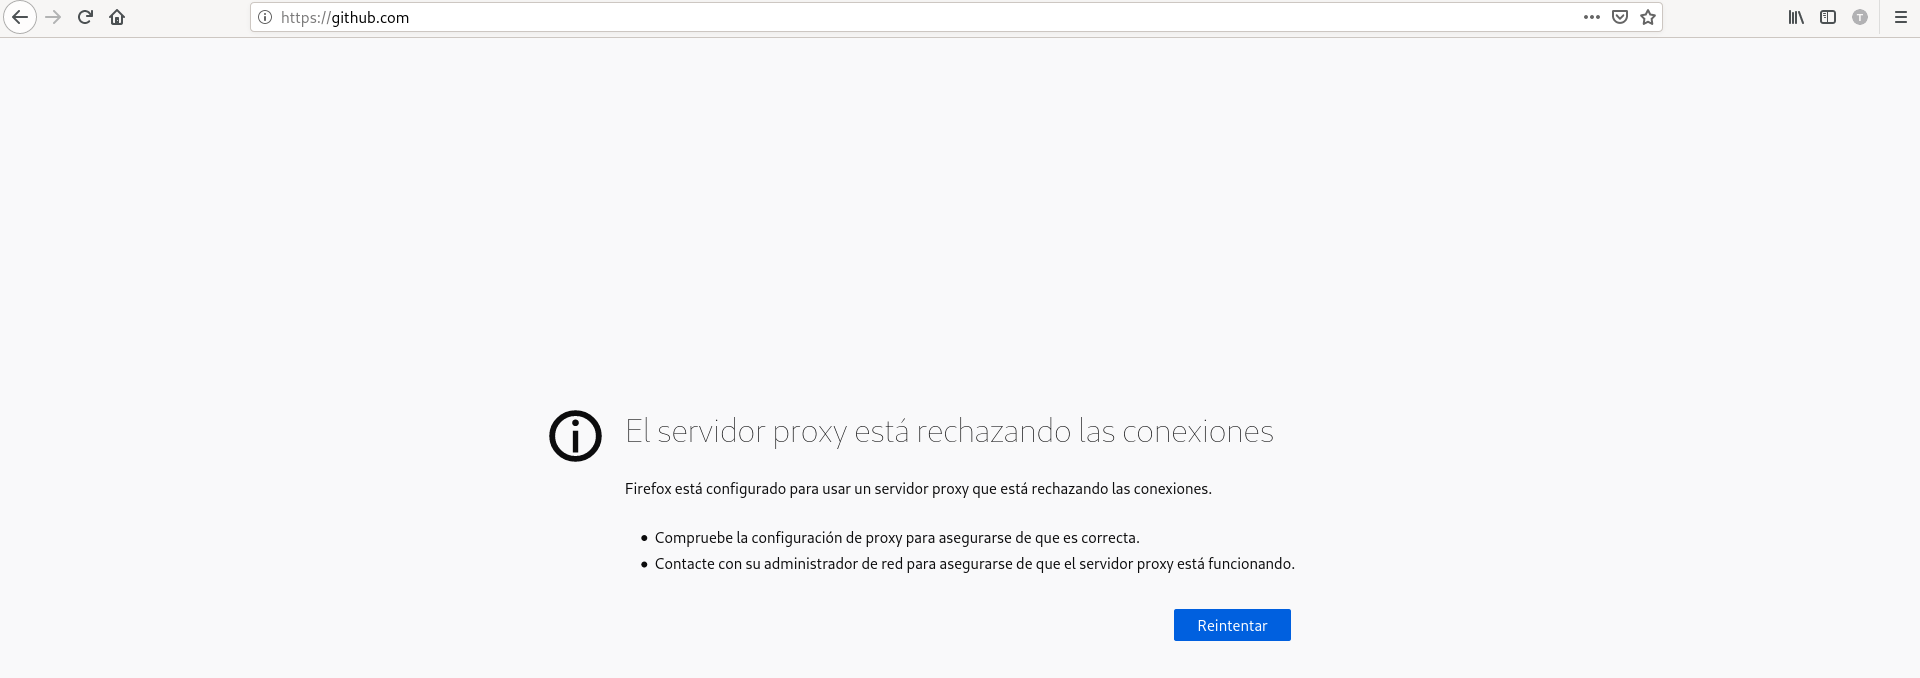 https://github.com
T
El servidor proxy está rechazando las conexiones
Firefox está configurado para usar un servidor proxy que está rechazando las conexiones.
• Compruebe la configuración de proxy para asegurarse de que es correcta.
• Contacte con su administrador de red para asegurarse de que el servidor proxy está funcionando.
Reintentar